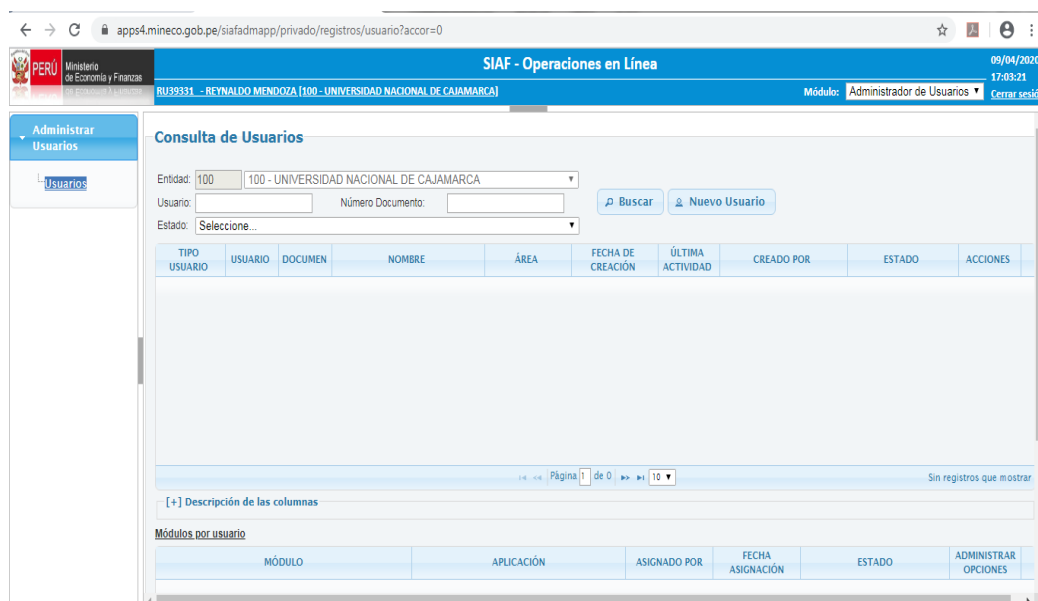 apps4.mineco.gob.pe/siafadmapp/privado/registros/usuario?accor=0
PERÚ
Ministerio
de Economía y Finanzas
SIAF - Operaciones en Línea
09/04/2020
17:03:21
RU39331 - REYNALDO MENDOZA [100 - UNIVERSIDAD NACIONAL DE CAJAMARCA]
Módulo: Administrador de Usuarios
Cerrar sesió
Administrar
Usuarios
Usuarios
Consulta de Usuarios
Entidad: 100 100 - UNIVERSIDAD NACIONAL DE CAJAMARCA
Usuario: Número Documento: Buscar Nuevo Usuario
Estado: Seleccione...
TIPO USUARIO USUARIO DOCUMEN NOMBRE ÁREA FECHA DE CREACIÓN ÚLTIMA ACTIVIDAD CREADO POR ESTADO ACCIONES
Página 1 de 0 10 Sin registros que mostrar
[+] Descripción de las columnas
Módulos por usuario
MÓDULO APLICACIÓN ASIGNADO POR FECHA ASIGNACIÓN ESTADO ADMINISTRAR OPCIONES